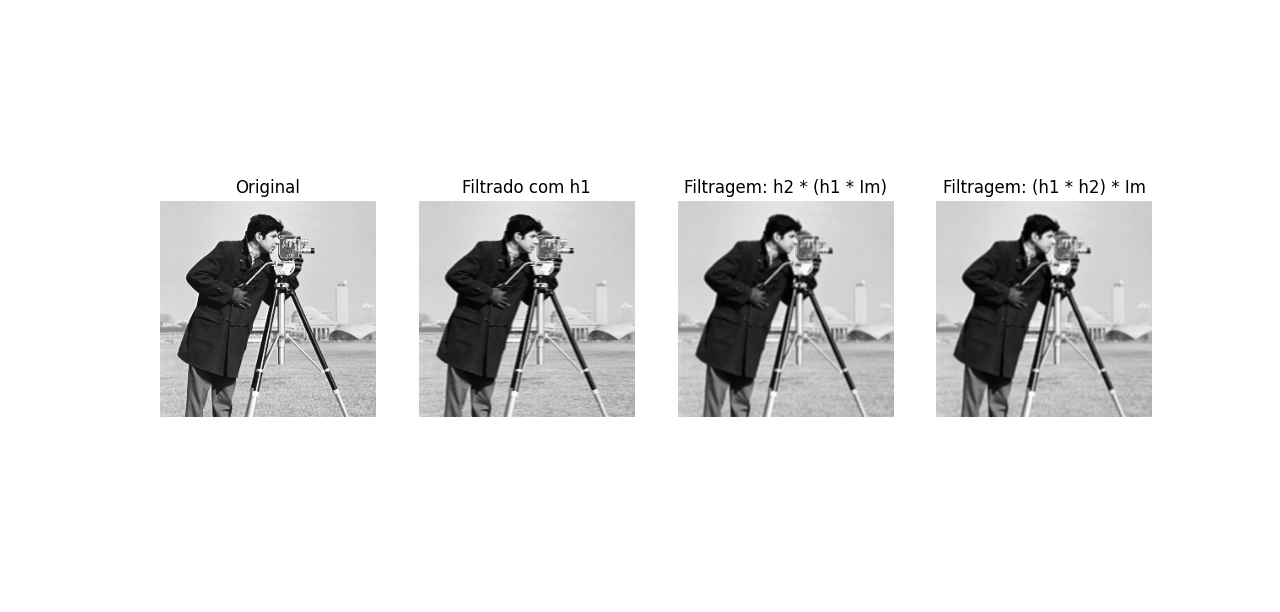 Original
Filtrado com h1
Filtragem: h2 * (h1 * Im)
Filtragem: (h1 * h2) * Im